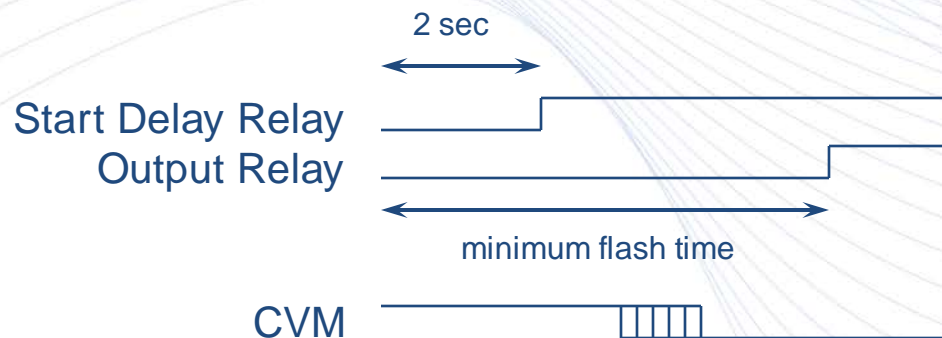 2 sec
Start Delay Relay
Output Relay
minimum flash time
CVM